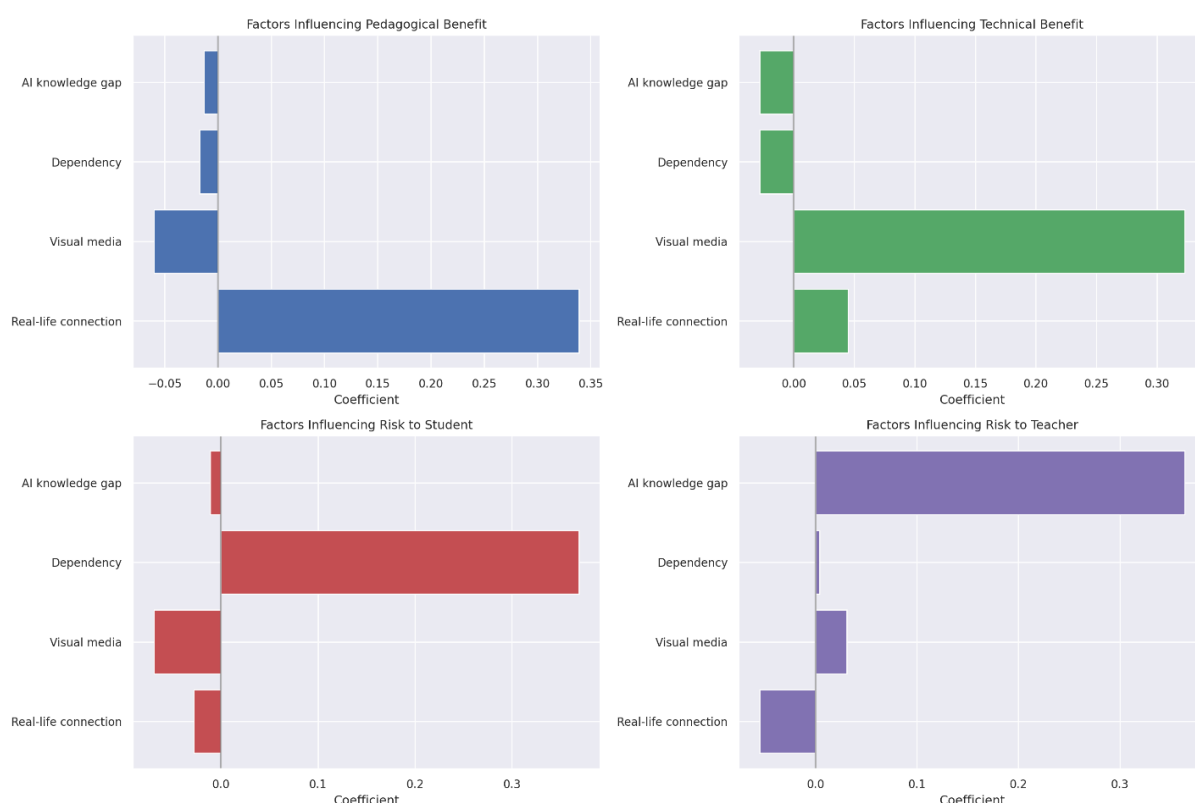 Factors Influencing Pedagogical Benefit
AI knowledge gap
Dependency
Visual media
Real-life connection
−0.05 0.00 0.05 0.10 0.15 0.20 0.25 0.30 0.35
Coefficient
Factors Influencing Technical Benefit
AI knowledge gap
Dependency
Visual media
Real-life connection
0.00 0.05 0.10 0.15 0.20 0.25 0.30
Coefficient
Factors Influencing Risk to Student
AI knowledge gap
Dependency
Visual media
Real-life connection
0.0 0.1 0.2 0.3
Coefficient
Factors Influencing Risk to Teacher
AI knowledge gap
Dependency
Visual media
Real-life connection
0.0 0.1 0.2 0.3
Coefficient